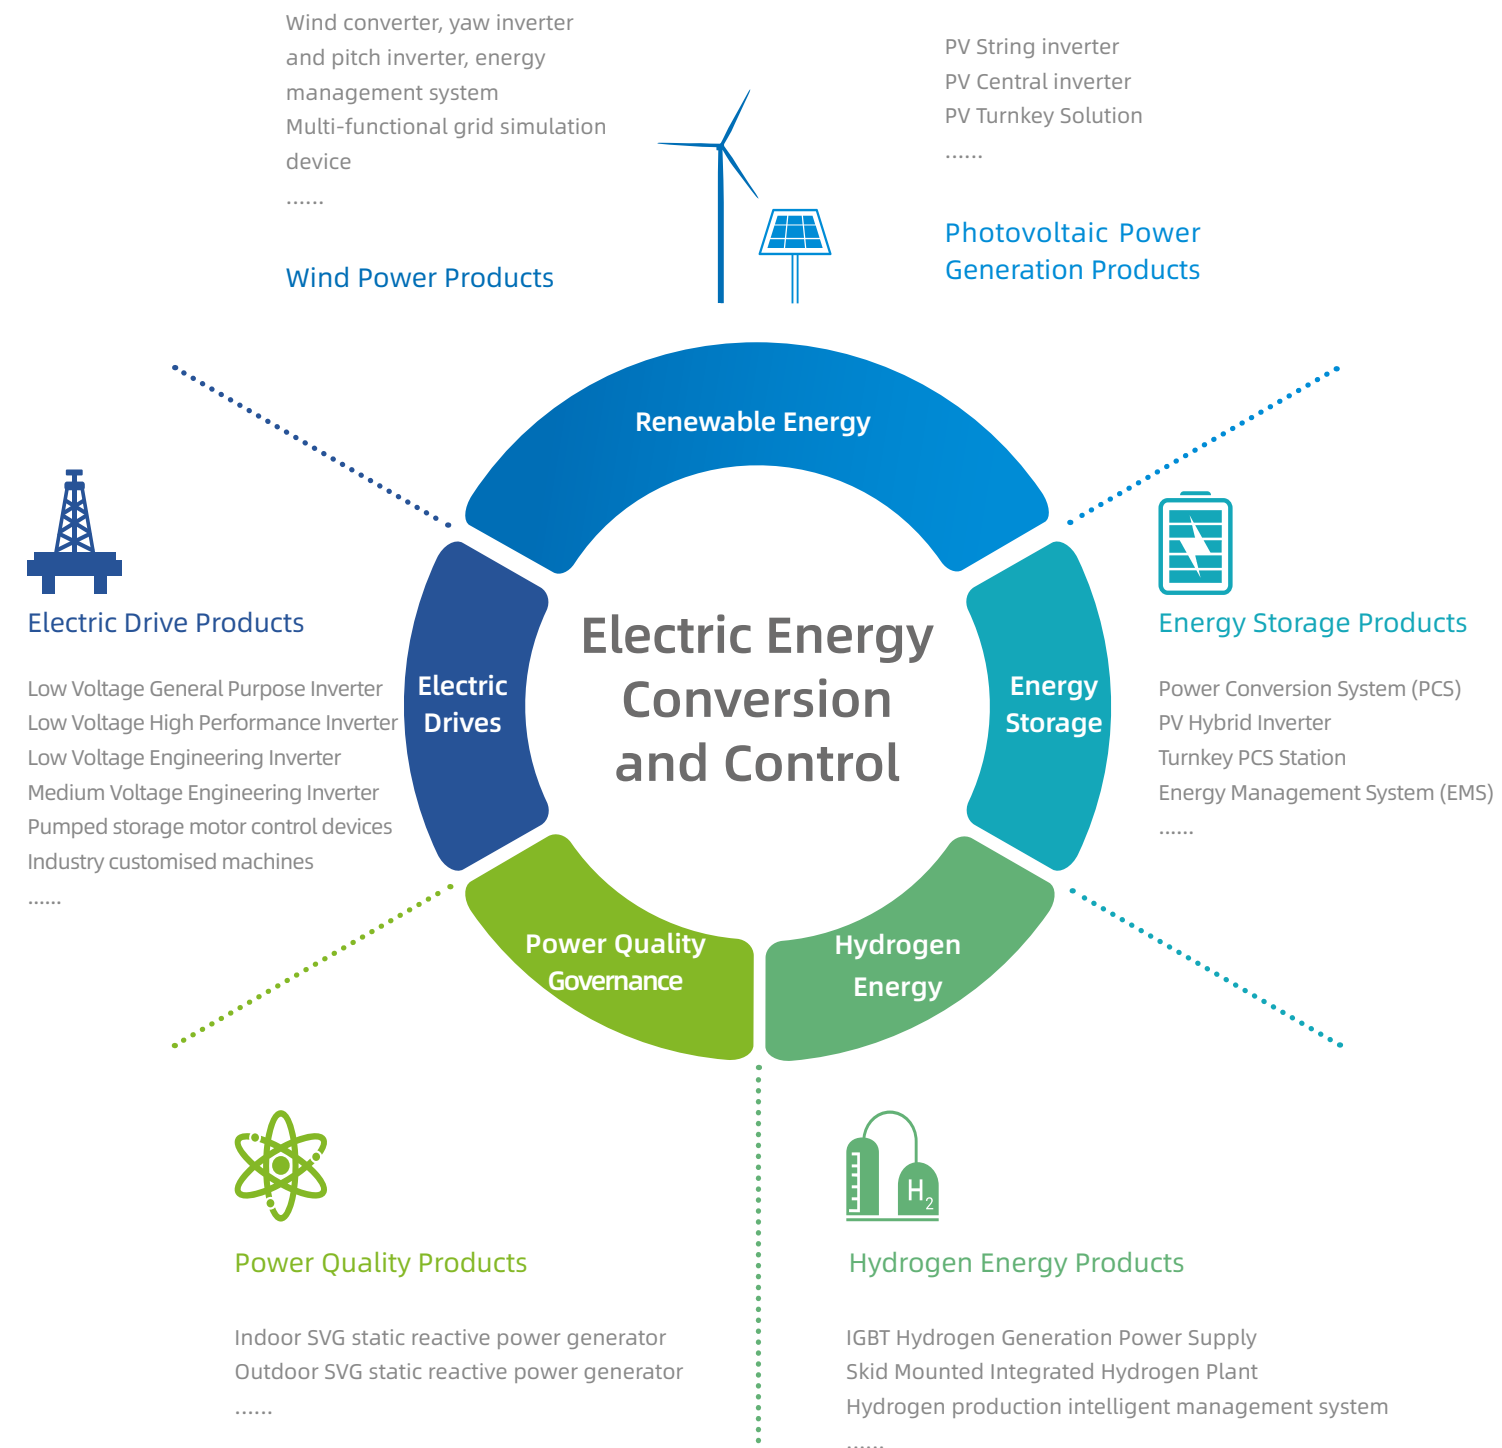 Wind converter, yaw inverter
and pitch inverter, energy
management system
Multi-functional grid simulation
device
......
Wind Power Products
PV String inverter
PV Central inverter
PV Turnkey Solution
......
Photovoltaic Power
Generation Products
Renewable Energy
Electric Drive Products
Low Voltage General Purpose Inverter
Low Voltage High Performance Inverter
Low Voltage Engineering Inverter
Medium Voltage Engineering Inverter
Pumped storage motor control devices
Industry customised machines
......
Electric
Drives
Electric Energy
Conversion
and Control
Energy
Storage
Energy Storage Products
Power Conversion System (PCS)
PV Hybrid Inverter
Turnkey PCS Station
Energy Management System (EMS)
......
Power Quality
Governance
Hydrogen
Energy
Power Quality Products
Indoor SVG static reactive power generator
Outdoor SVG static reactive power generator
......
H2
Hydrogen Energy Products
IGBT Hydrogen Generation Power Supply
Skid Mounted Integrated Hydrogen Plant
Hydrogen production intelligent management system
......